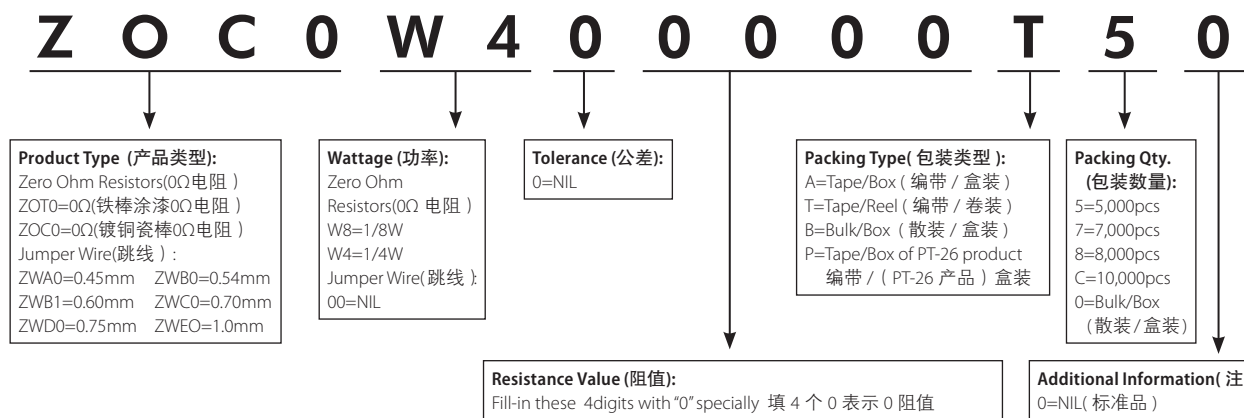 Z O C 0 W 4 0 0 0 0 0 T 5 0
Product Type (产品类型):
Zero Ohm Resistors(0Ω电阻)
ZOT0=0Ω(铁棒涂漆0Ω电阻)
ZOC0=0Ω(镀铜瓷棒0Ω电阻)
Jumper Wire(跳线):
ZWA0=0.45mm ZWB0=0.54mm
ZWB1=0.60mm ZWC0=0.70mm
ZWD0=0.75mm ZWEO=1.0mm
Wattage (功率):
Zero Ohm
Resistors(0Ω 电阻)
W8=1/8W
W4=1/4W
Jumper Wire(跳线):
00=NIL
Tolerance (公差):
0=NIL
Packing Type( 包装类型 ):
A=Tape/Box ( 编带 / 盒装 )
T=Tape/Reel ( 编带 / 卷装 )
B=Bulk/Box ( 散装 / 盒装 )
P=Tape/Box of PT-26 product
编带 / ( PT-26 产品 ) 盒装
Packing Qty.
(包装数量):
5=5,000pcs
7=7,000pcs
8=8,000pcs
C=10,000pcs
0=Bulk/Box
(散装/盒装)
Resistance Value (阻值):
Fill-in these 4digits with "0" specially 填 4 个 0 表示 0 阻值
Additional Information( 注
0=NIL( 标准品 )